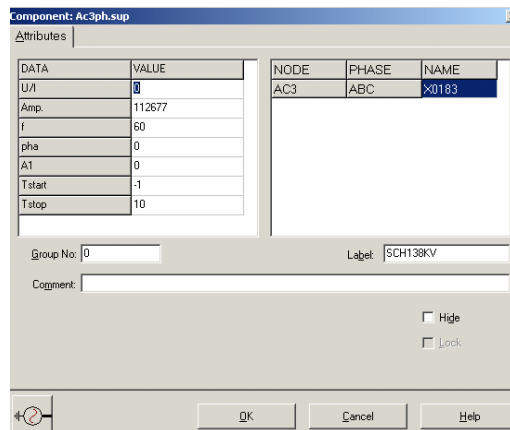 Component: Ac3ph.sup
Attributes
DATA VALUE
U/I 0
Amp. 112677
f 60
pha 0
A1 0
Tstart -1
Tstop 10
NODE PHASE NAME
AC3 ABC X0183
Group No: 0
Label: SCH138KV
Comment:
Hide
Lock
OK Cancel Help